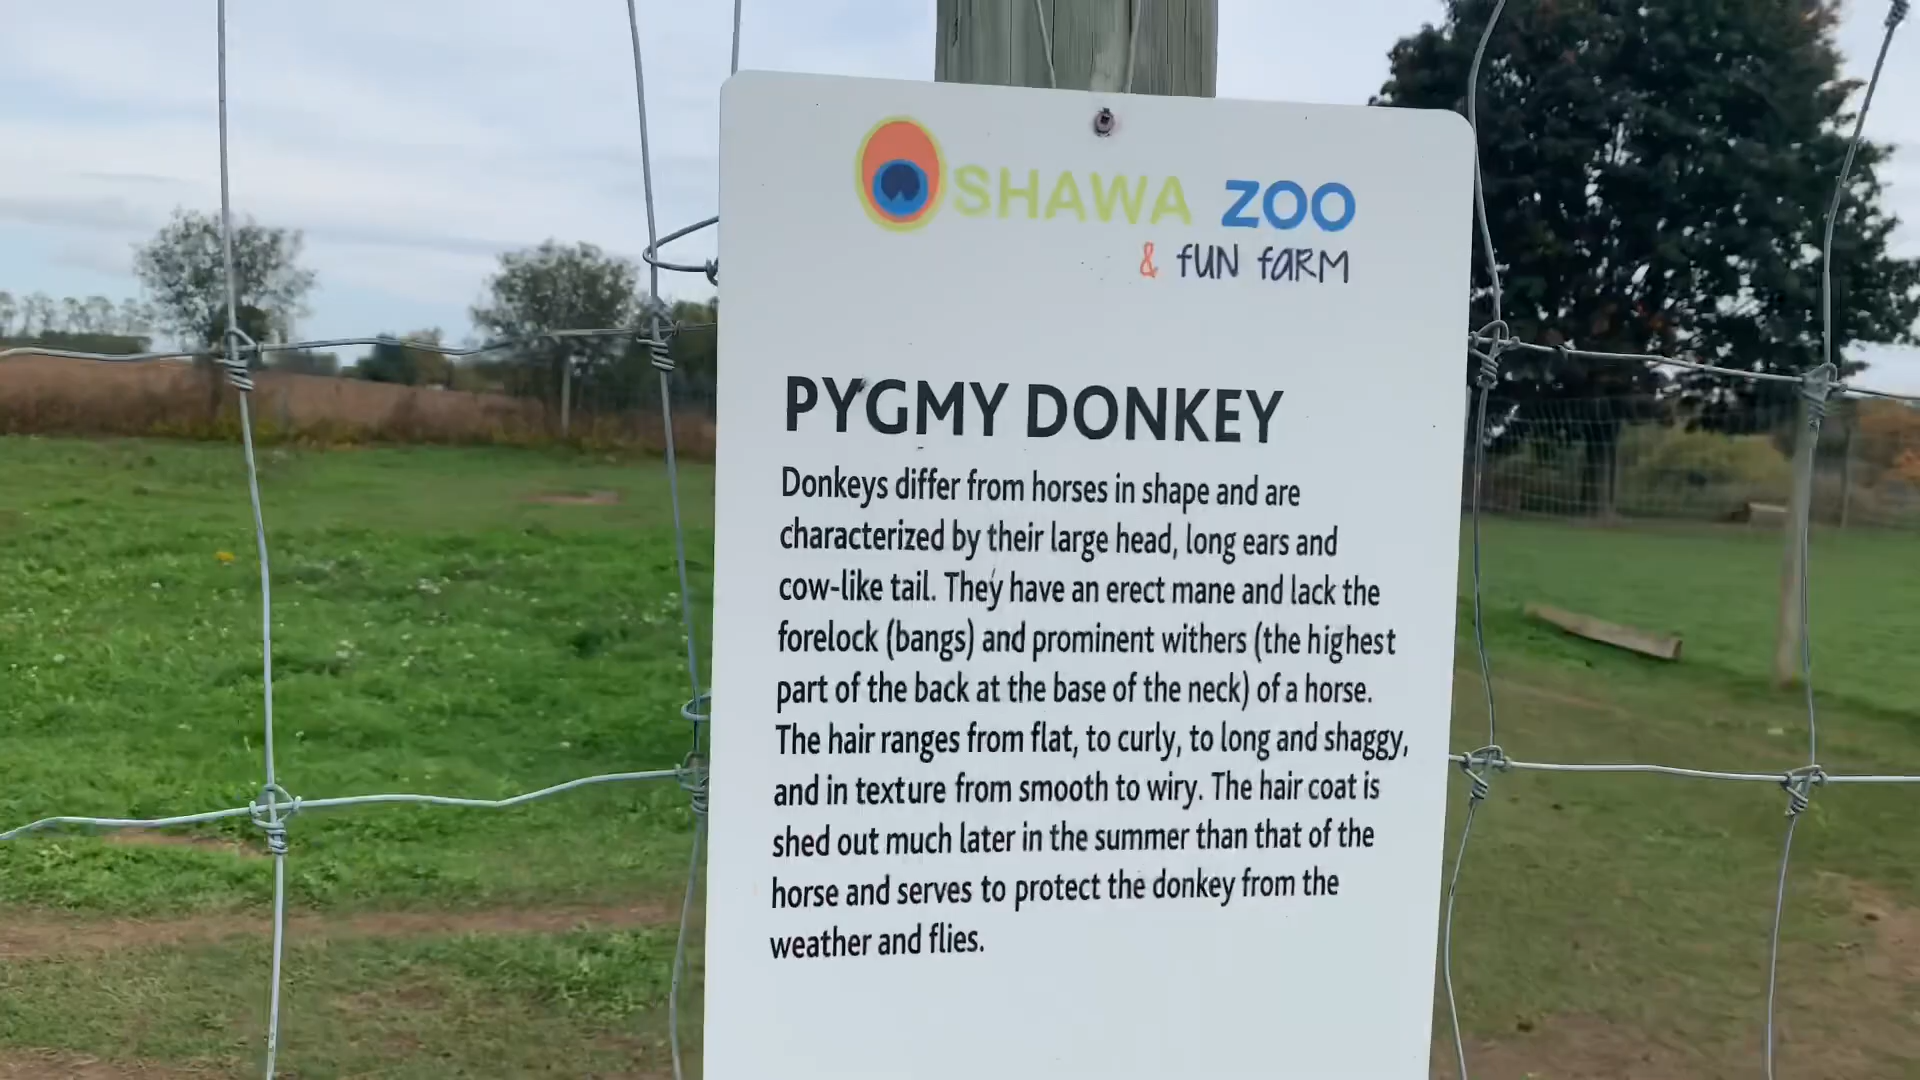 OSHAWA ZOO
& FUN FARM
PYGMY DONKEY
Donkeys differ from horses in shape and are
characterized by their large head, long ears and
cow-like tail. They have an erect mane and lack the
forelock (bangs) and prominent withers (the highest
part of the back at the base of the neck) of a horse.
The hair ranges from flat, to curly, to long and shaggy,
and in texture from smooth to wiry. The hair coat is
shed out much later in the summer than that of the
horse and serves to protect the donkey from the
weather and flies.